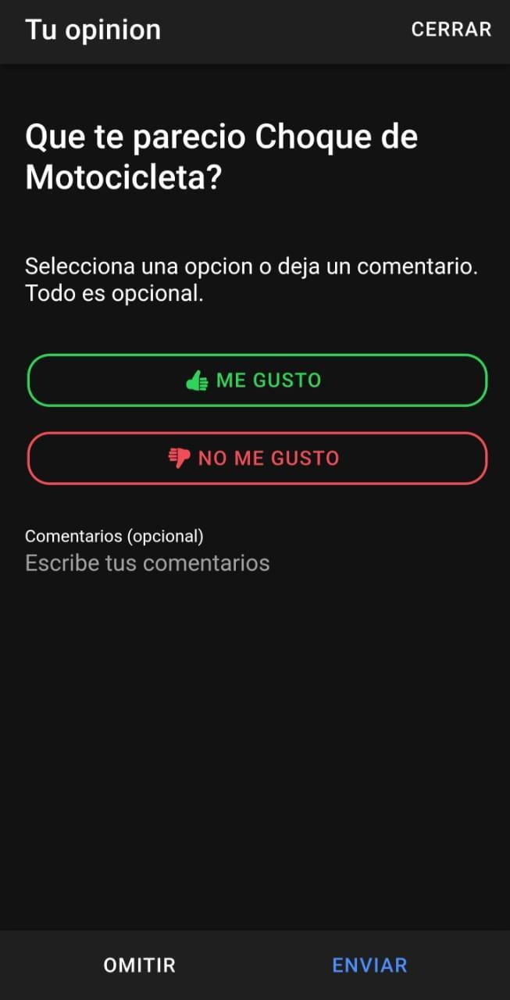 Tu opinion
CERRAR
Que te parecio Choque de
Motocicleta?
Selecciona una opcion o deja un comentario.
Todo es opcional.
ME GUSTO
NO ME GUSTO
Comentarios (opcional)
Escribe tus comentarios
OMITIR
ENVIAR